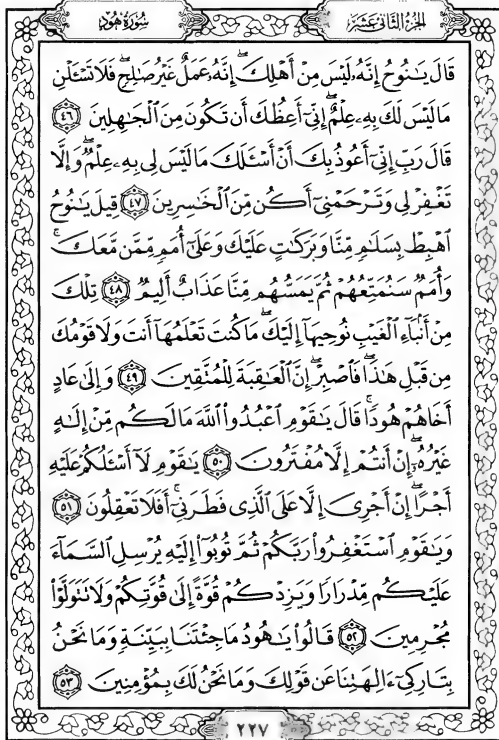 الجزء الثاني عشر
سورة هود
قَالَ يَٰنُوحُ إِنَّهُۥ لَيْسَ مِنْ أَهْلِكَ ۖ إِنَّهُۥ عَمَلٌ غَيْرُ صَٰلِحٍ ۖ فَلَا تَسْـَٔلْنِ
مَا لَيْسَ لَكَ بِهِۦ عِلْمٌ ۖ إِنِّىٓ أَعِظُكَ أَن تَكُونَ مِنَ ٱلْجَٰهِلِينَ ٤٦
قَالَ رَبِّ إِنِّىٓ أَعُوذُ بِكَ أَنْ أَسْـَٔلَكَ مَا لَيْسَ لِى بِهِۦ عِلْمٌ ۖ وَإِلَّا
تَغْفِرْ لِى وَتَرْحَمْنِىٓ أَكُن مِّنَ ٱلْخَٰسِرِينَ ٤٧ قِيلَ يَٰنُوحُ
ٱهْبِطْ بِسَلَٰمٍ مِّنَّا وَبَرَكَٰتٍ عَلَيْكَ وَعَلَىٰٓ أُمَمٍ مِّمَّن مَّعَكَ ۚ
وَأُمَمٌ سَنُمَتِّعُهُمْ ثُمَّ يَمَسُّهُم مِّنَّا عَذَابٌ أَلِيمٌ ٤٨ تِلْكَ
مِنْ أَنۢبَآءِ ٱلْغَيْبِ نُوحِيهَآ إِلَيْكَ ۖ مَا كُنتَ تَعْلَمُهَآ أَنتَ وَلَا قَوْمُكَ
مِن قَبْلِ هَٰذَا ۖ فَٱصْبِرْ ۖ إِنَّ ٱلْعَٰقِبَةَ لِلْمُتَّقِينَ ٤٩ وَإِلَىٰ عَادٍ
أَخَاهُمْ هُودًا ۚ قَالَ يَٰقَوْمِ ٱعْبُدُوا۟ ٱللَّهَ مَا لَكُم مِّنْ إِلَٰهٍ
غَيْرُهُۥٓ ۖ إِنْ أَنتُمْ إِلَّا مُفْتَرُونَ ٥٠ يَٰقَوْمِ لَآ أَسْـَٔلُكُمْ عَلَيْهِ
أَجْرًا ۖ إِنْ أَجْرِىَ إِلَّا عَلَى ٱلَّذِى فَطَرَنِىٓ ۚ أَفَلَا تَعْقِلُونَ ٥١
وَيَٰقَوْمِ ٱسْتَغْفِرُوا۟ رَبَّكُمْ ثُمَّ تُوبُوٓا۟ إِلَيْهِ يُرْسِلِ ٱلسَّمَآءَ
عَلَيْكُم مِّدْرَارًا وَيَزِدْكُمْ قُوَّةً إِلَىٰ قُوَّتِكُمْ وَلَا تَتَوَلَّوْا۟
مُجْرِمِينَ ٥٢ قَالُوا۟ يَٰهُودُ مَا جِئْتَنَا بِبَيِّنَةٍ وَمَا نَحْنُ
بِتَارِكِىٓ ءَالِهَتِنَا عَن قَوْلِكَ وَمَا نَحْنُ لَكَ بِمُؤْمِنِينَ ٥٣
٢٢٧